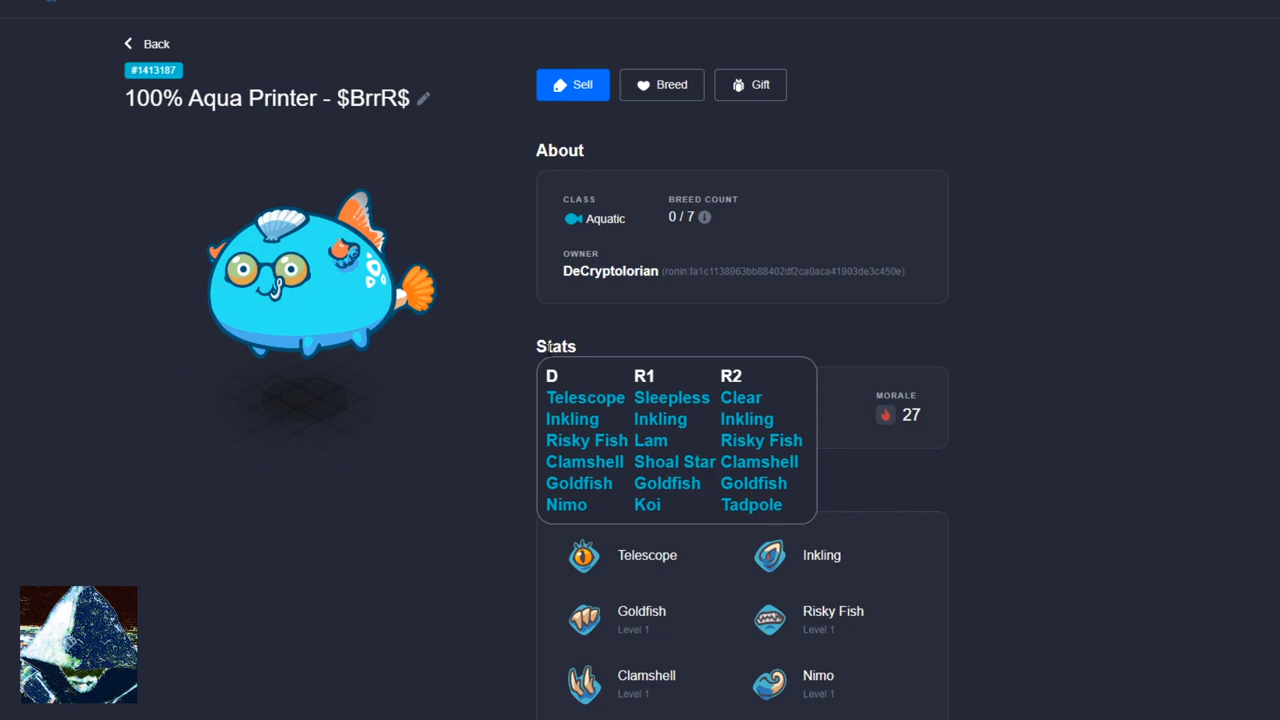 Back
#1413187
100% Aqua Printer - $BrrR$
Sell Breed Gift
About
CLASS BREED COUNT
Aquatic 0 / 7
OWNER
DeCryptolorian (ronin:fa1c1138963bb88402df2ca0aca41903de3c450e)
Stats
D R1 R2
Telescope Sleepless Clear
Inkling Inkling Inkling
Risky Fish Lam Risky Fish
Clamshell Shoal Star Clamshell
Goldfish Goldfish Goldfish
Nimo Koi Tadpole
MORALE
27
Telescope Inkling
Goldfish Risky Fish
Level 1 Level 1
Clamshell Nimo
Level 1 Level 1